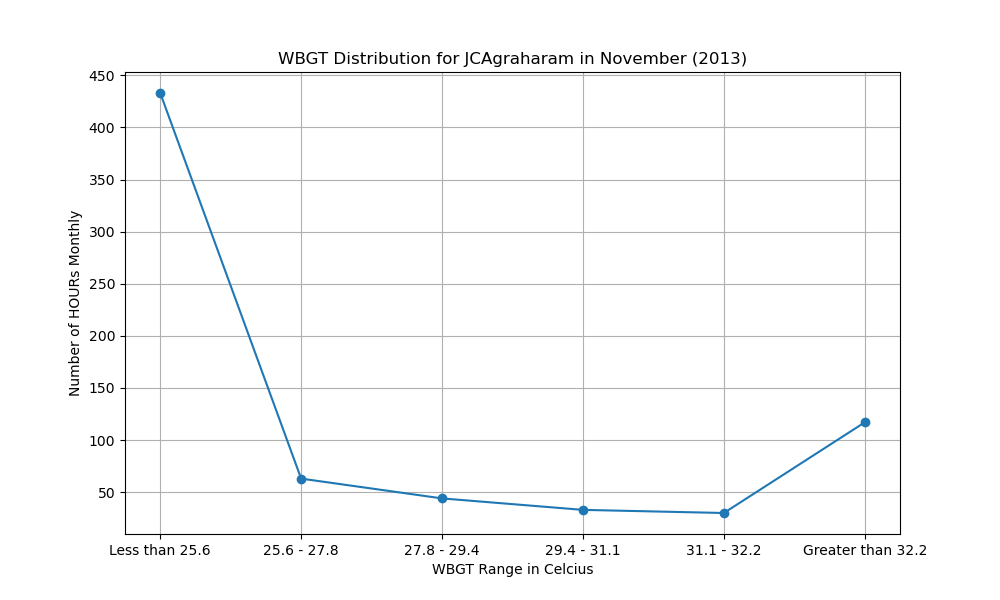 WBGT Distribution for JCAgraharam in November (2013)
Number of HOURs Monthly
450
400
350
300
250
200
150
100
50
Less than 25.6
25.6 - 27.8
27.8 - 29.4
29.4 - 31.1
31.1 - 32.2
Greater than 32.2
WBGT Range in Celcius